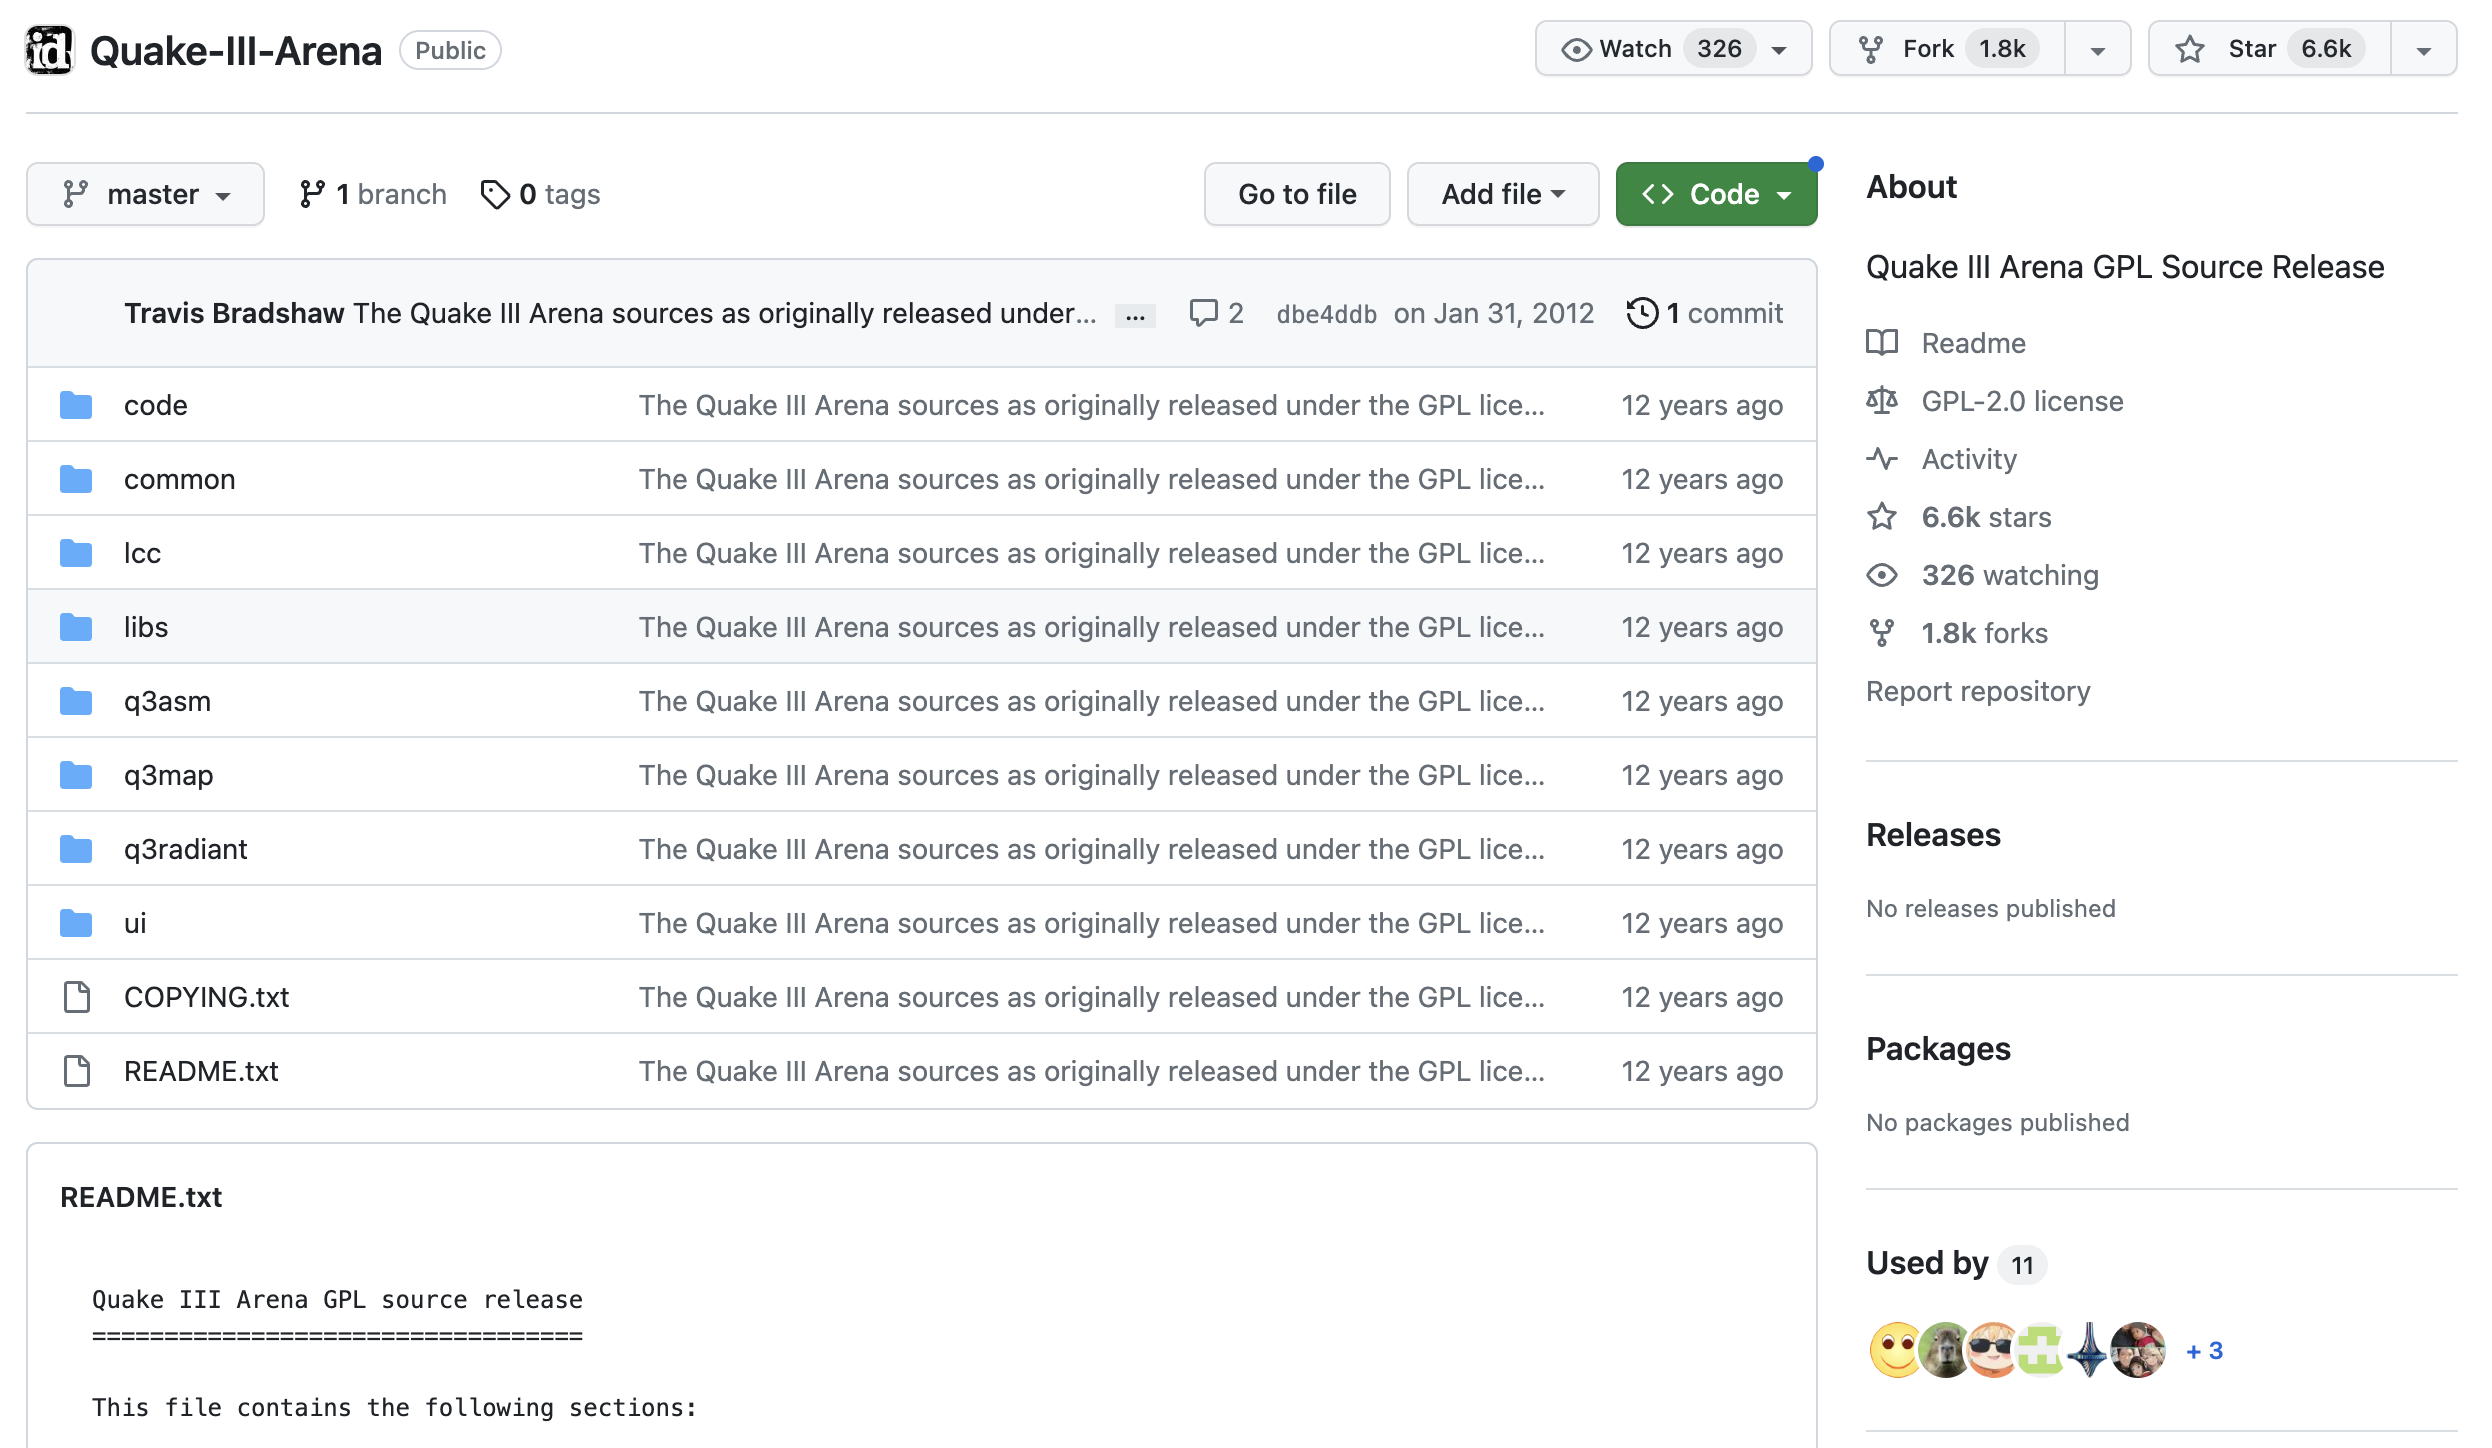 id Quake-III-Arena Public Watch 326 Fork 1.8k Star 6.6k
master 1 branch 0 tags Go to file Add file Code
Travis Bradshaw The Quake III Arena sources as originally released under... ... 2 dbe4ddb on Jan 31, 2012 1 commit
code The Quake III Arena sources as originally released under the GPL lice... 12 years ago
common The Quake III Arena sources as originally released under the GPL lice... 12 years ago
lcc The Quake III Arena sources as originally released under the GPL lice... 12 years ago
libs The Quake III Arena sources as originally released under the GPL lice... 12 years ago
q3asm The Quake III Arena sources as originally released under the GPL lice... 12 years ago
q3map The Quake III Arena sources as originally released under the GPL lice... 12 years ago
q3radiant The Quake III Arena sources as originally released under the GPL lice... 12 years ago
ui The Quake III Arena sources as originally released under the GPL lice... 12 years ago
COPYING.txt The Quake III Arena sources as originally released under the GPL lice... 12 years ago
README.txt The Quake III Arena sources as originally released under the GPL lice... 12 years ago
README.txt
Quake III Arena GPL source release
==================================
This file contains the following sections:
About
Quake III Arena GPL Source Release
Readme
GPL-2.0 license
Activity
6.6k stars
326 watching
1.8k forks
Report repository
Releases
No releases published
Packages
No packages published
Used by 11
+ 3